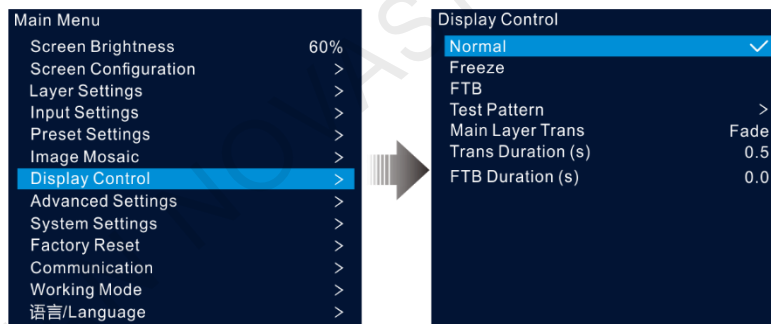 Main Menu
Screen Brightness 60%
Screen Configuration >
Layer Settings >
Input Settings >
Preset Settings >
Image Mosaic >
Display Control >
Advanced Settings >
System Settings >
Factory Reset >
Communication >
Working Mode >
语言/Language >
Display Control
Normal ✓
Freeze
FTB
Test Pattern >
Main Layer Trans Fade
Trans Duration (s) 0.5
FTB Duration (s) 0.0